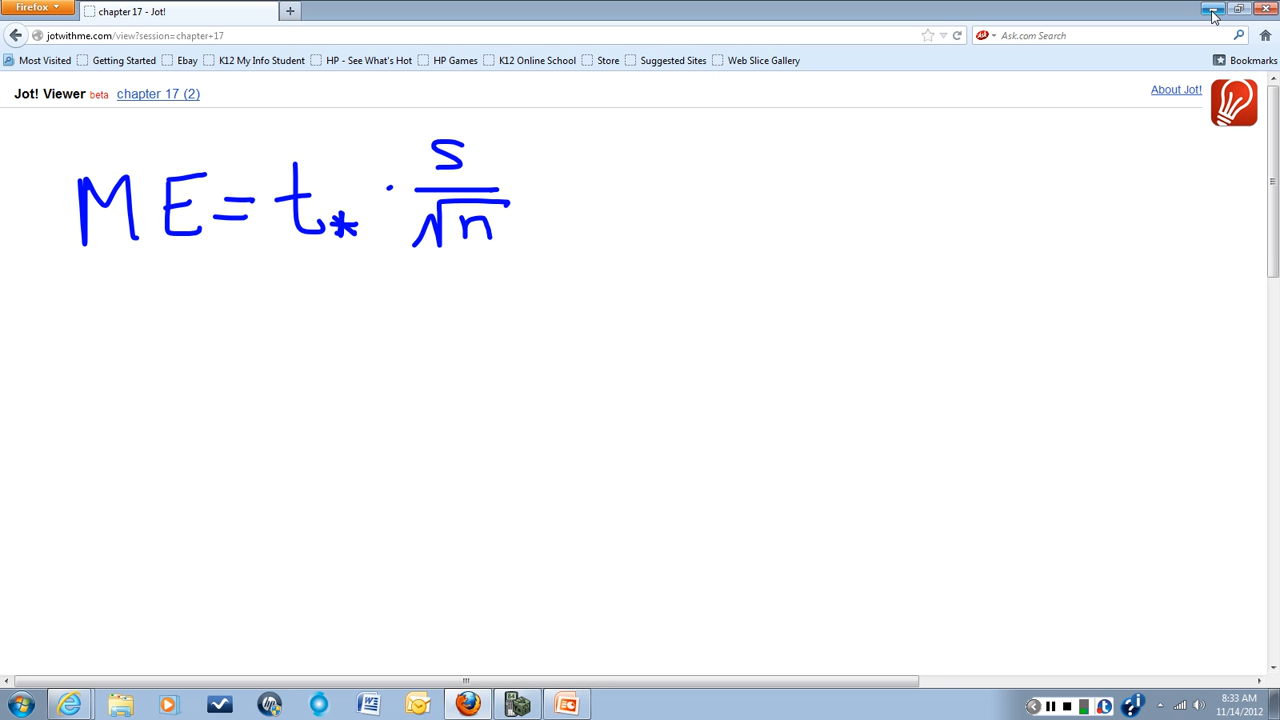 Firefox
chapter 17 - Jot!
jotwithme.com/view?session=chapter+17
Ask.com Search
Most Visited Getting Started Ebay K12 My Info Student HP - See What's Hot HP Games K12 Online School Store Suggested Sites Web Slice Gallery Bookmarks
Jot! Viewer beta chapter 17 (2) About Jot!
ME = t* · s/√n
8:33 AM
11/14/2012